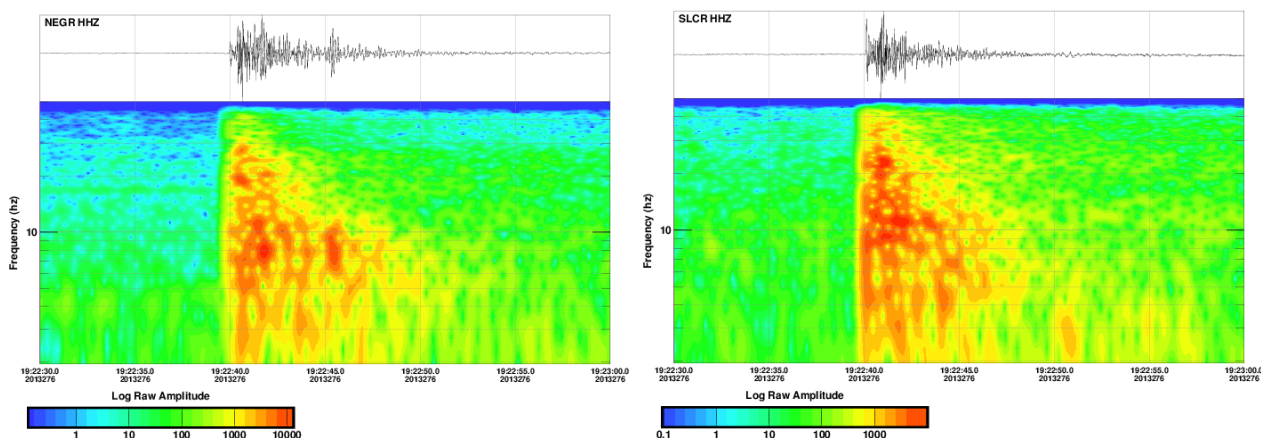 NEGR HHZ
Frequency (hz)
10
19:22:30.0 19:22:35.0 19:22:40.0 19:22:45.0 19:22:50.0 19:22:55.0 19:23:00.0
2013276 2013276 2013276 2013276 2013276 2013276 2013276
Log Raw Amplitude
1 10 100 1000 10000
SLCR HHZ
Frequency (hz)
10
19:22:30.0 19:22:35.0 19:22:40.0 19:22:45.0 19:22:50.0 19:22:55.0 19:23:00.0
2013276 2013276 2013276 2013276 2013276 2013276 2013276
Log Raw Amplitude
0.1 1 10 100 1000